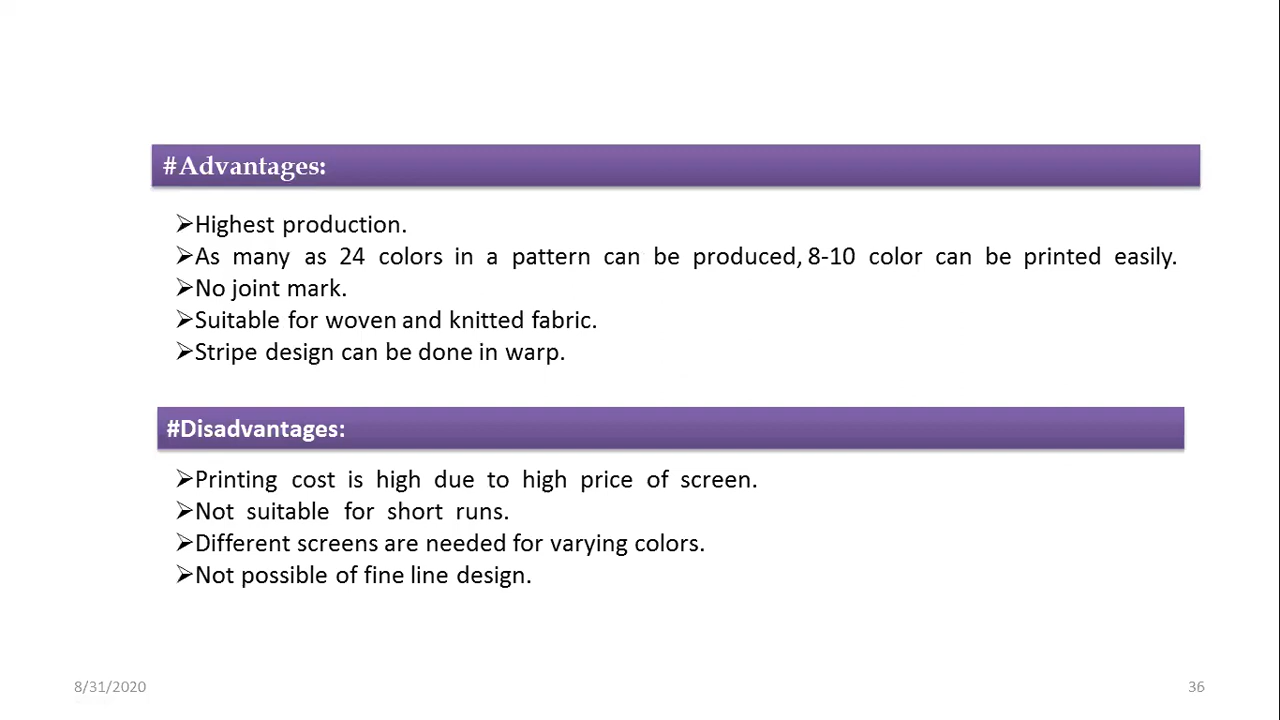 #Advantages:
➢Highest production.
➢As many as 24 colors in a pattern can be produced, 8-10 color can be printed easily.
➢No joint mark.
➢Suitable for woven and knitted fabric.
➢Stripe design can be done in warp.
#Disadvantages:
➢Printing cost is high due to high price of screen.
➢Not suitable for short runs.
➢Different screens are needed for varying colors.
➢Not possible of fine line design.
8/31/2020
36